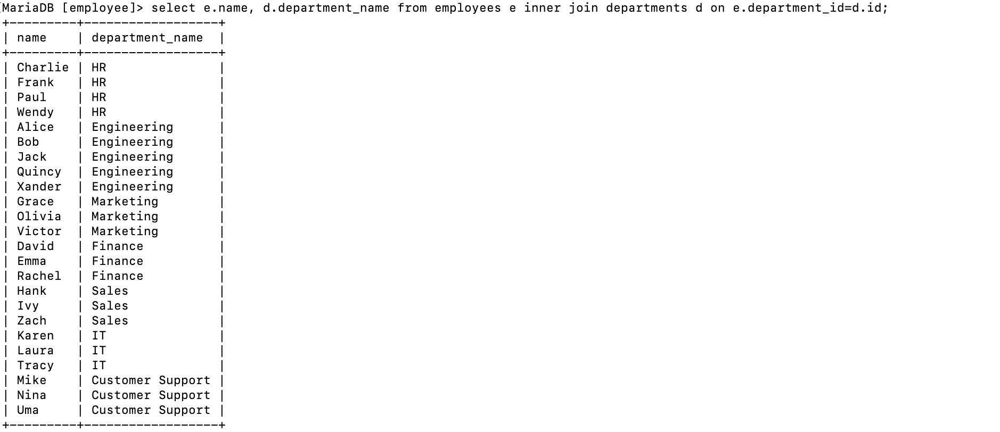 MariaDB [employee]> select e.name, d.department_name from employees e inner join departments d on e.department_id=d.id;
+---------+------------------+
| name    | department_name  |
+---------+------------------+
| Charlie | HR               |
| Frank   | HR               |
| Paul    | HR               |
| Wendy   | HR               |
| Alice   | Engineering      |
| Bob     | Engineering      |
| Jack    | Engineering      |
| Quincy  | Engineering      |
| Xander  | Engineering      |
| Grace   | Marketing        |
| Olivia  | Marketing        |
| Victor  | Marketing        |
| David   | Finance          |
| Emma    | Finance          |
| Rachel  | Finance          |
| Hank    | Sales            |
| Ivy     | Sales            |
| Zach    | Sales            |
| Karen   | IT               |
| Laura   | IT               |
| Tracy   | IT               |
| Mike    | Customer Support |
| Nina    | Customer Support |
| Uma     | Customer Support |
+---------+------------------+